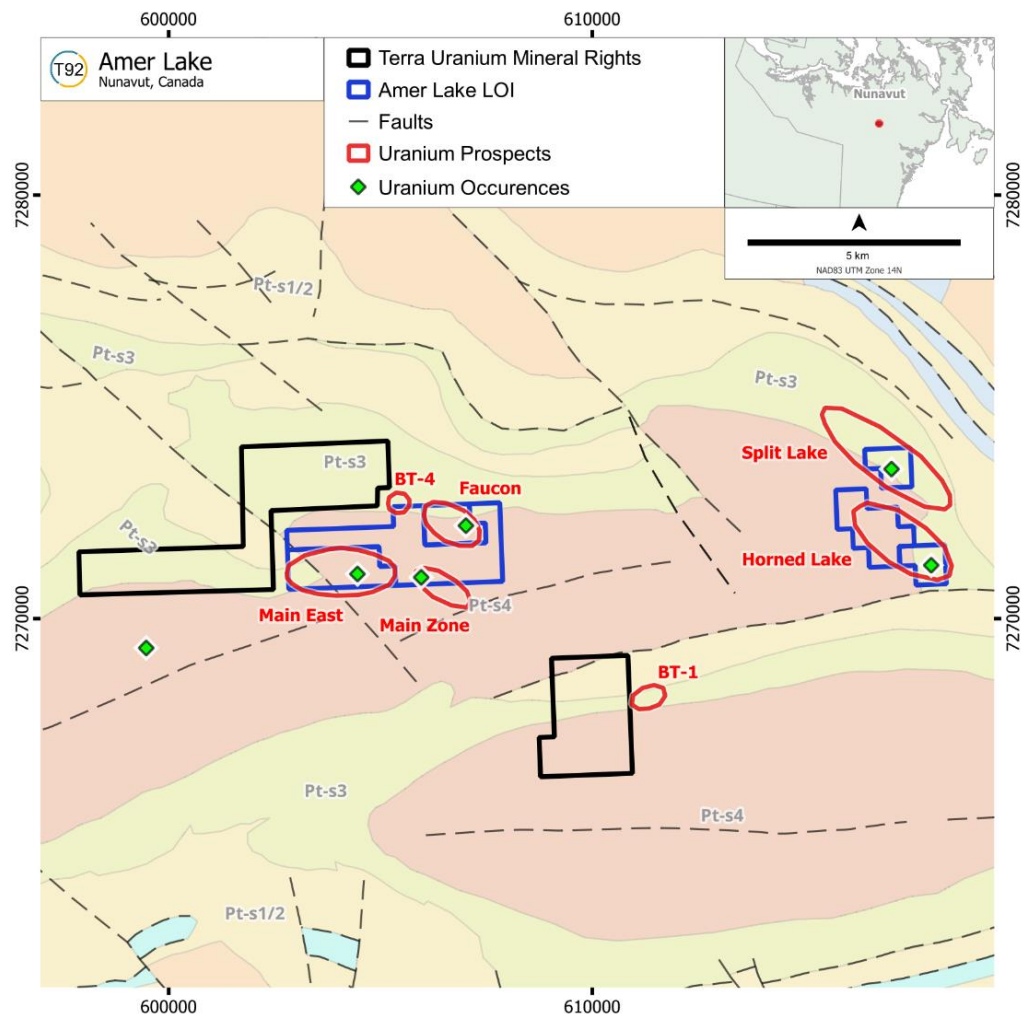 600000
610000
T92
Amer Lake
Nunavut, Canada
Terra Uranium Mineral Rights
Amer Lake LOI
Faults
Uranium Prospects
Uranium Occurences
Nunavut
5 km
NAD83 UTM Zone 14N
7280000
7280000
Pt-s1/2
Pt-s3
Pt-s3
Split Lake
Pt-s3
BT-4
Faucon
Pt-s3
Horned Lake
Main East
Main Zone
Pt-s4
7270000
7270000
BT-1
Pt-s3
Pt-s4
Pt-s1/2
600000
610000